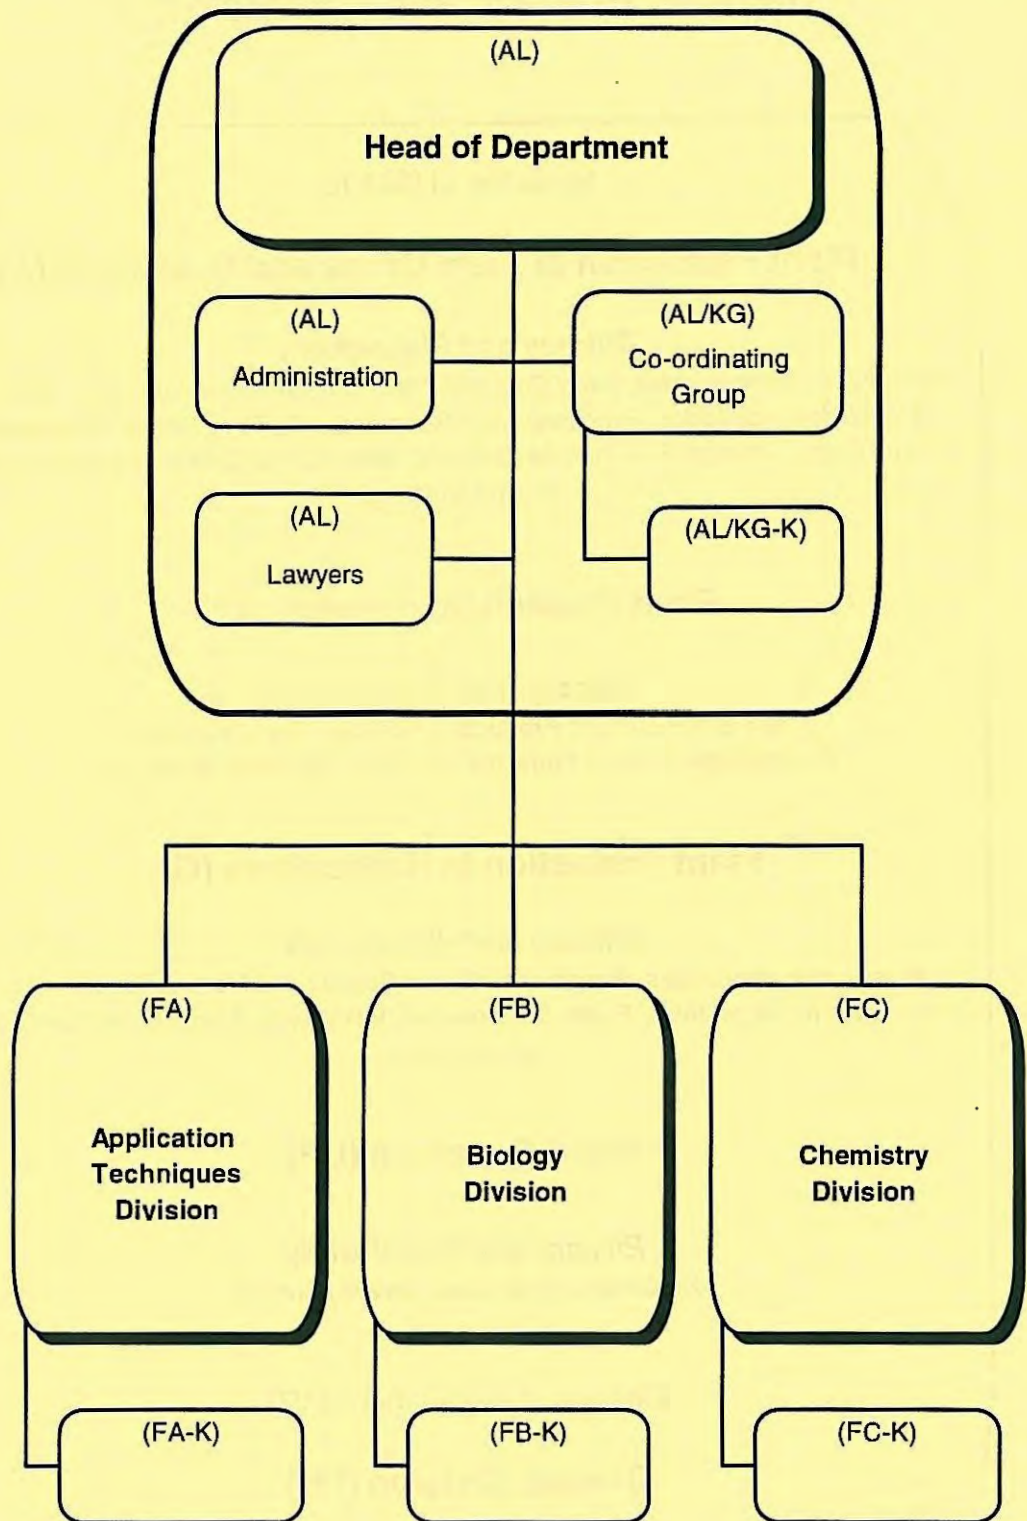 (AL)
Head of Department
(AL)
Administration
(AL/KG)
Co-ordinating
Group
(AL)
Lawyers
(AL/KG-K)
(FA)
Application
Techniques
Division
(FB)
Biology
Division
(FC)
Chemistry
Division
(FA-K)
(FB-K)
(FC-K)